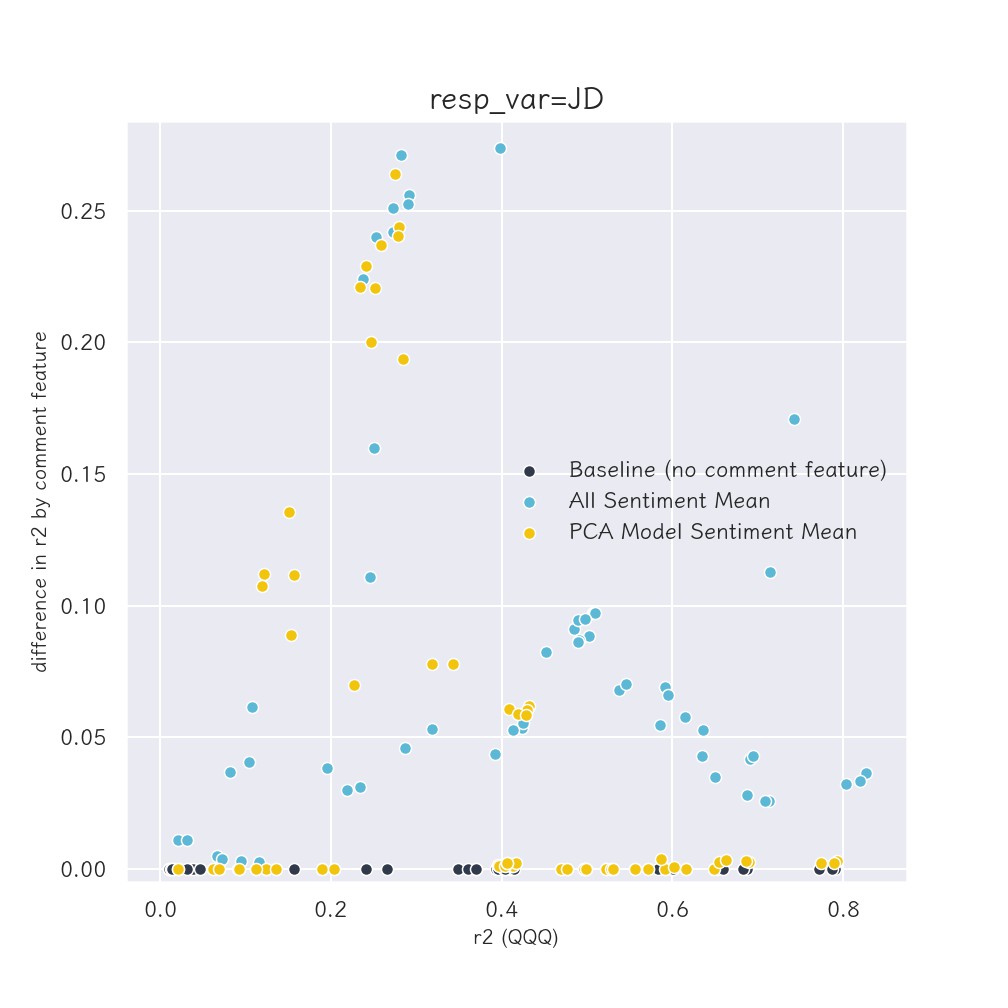 resp_var=JD
difference in r2 by comment feature
0.25
0.20
0.15
0.10
0.05
0.00
Baseline (no comment feature)
All Sentiment Mean
PCA Model Sentiment Mean
0.0 0.2 0.4 0.6 0.8
r2 (QQQ)